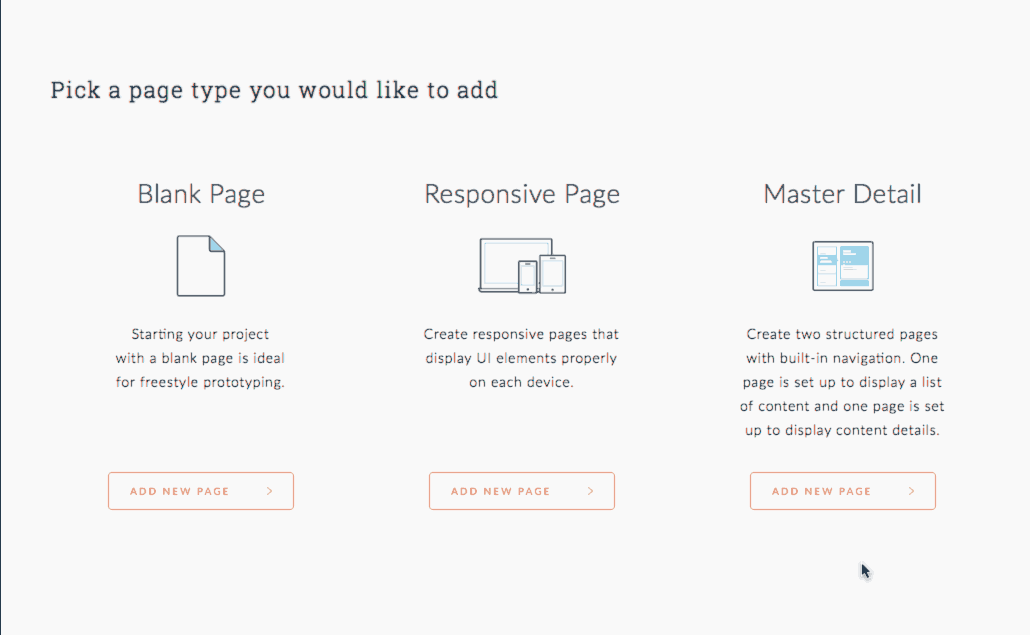 Pick a page type you would like to add
Blank Page
Starting your project
with a blank page is ideal
for freestyle prototyping.
ADD NEW PAGE
Responsive Page
Create responsive pages that
display UI elements properly
on each device.
ADD NEW PAGE
Master Detail
Create two structured pages
with built-in navigation. One
page is set up to display a list
of content and one page is set
up to display content details.
ADD NEW PAGE